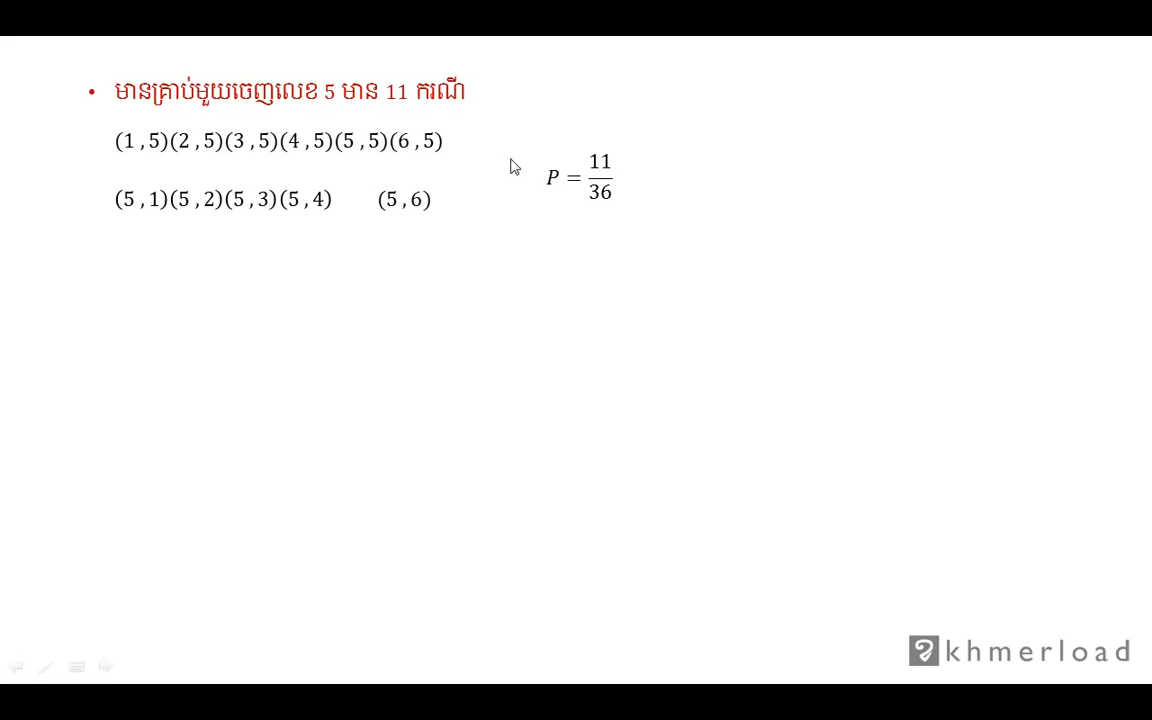 • មានគ្រាប់មួយចេញលេខ 5 មាន 11 ករណី
(1 , 5)(2 , 5)(3 , 5)(4 , 5)(5 , 5)(6 , 5)
(5 , 1)(5 , 2)(5 , 3)(5 , 4) (5 , 6)
P = 11/36
khmerload